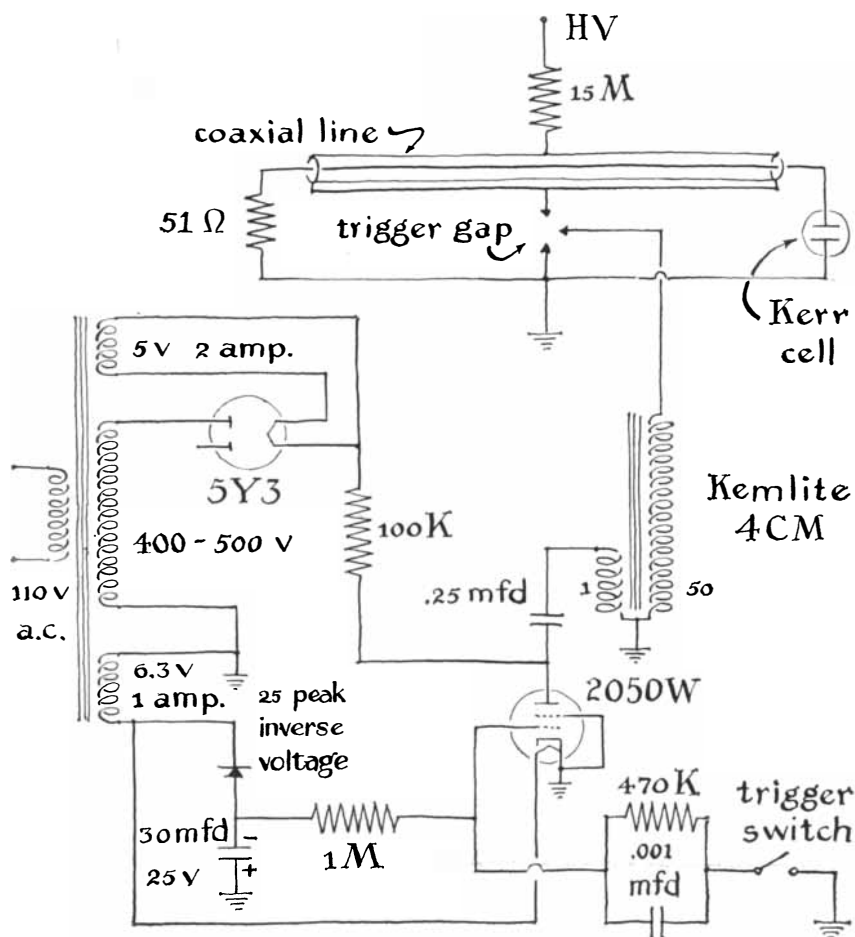 HV
15 M
coaxial line
51 Ω
trigger gap
Kerr
cell
5 V 2 amp.
5Y3
100K
Kemlite
4CM
400 - 500 V
110 V
a.c.
.25 mfd
1
50
6.3 V
1 amp.
25 peak
inverse
voltage
2050W
470 K
trigger
switch
30 mfd
-
+
25 V
1M
.001
mfd